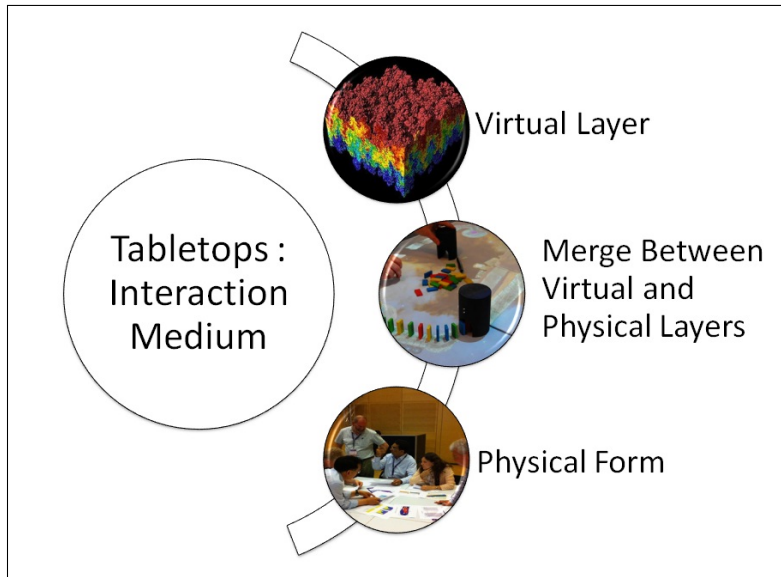 Tabletops :
Interaction
Medium
Virtual Layer
Merge Between
Virtual and
Physical Layers
Physical Form